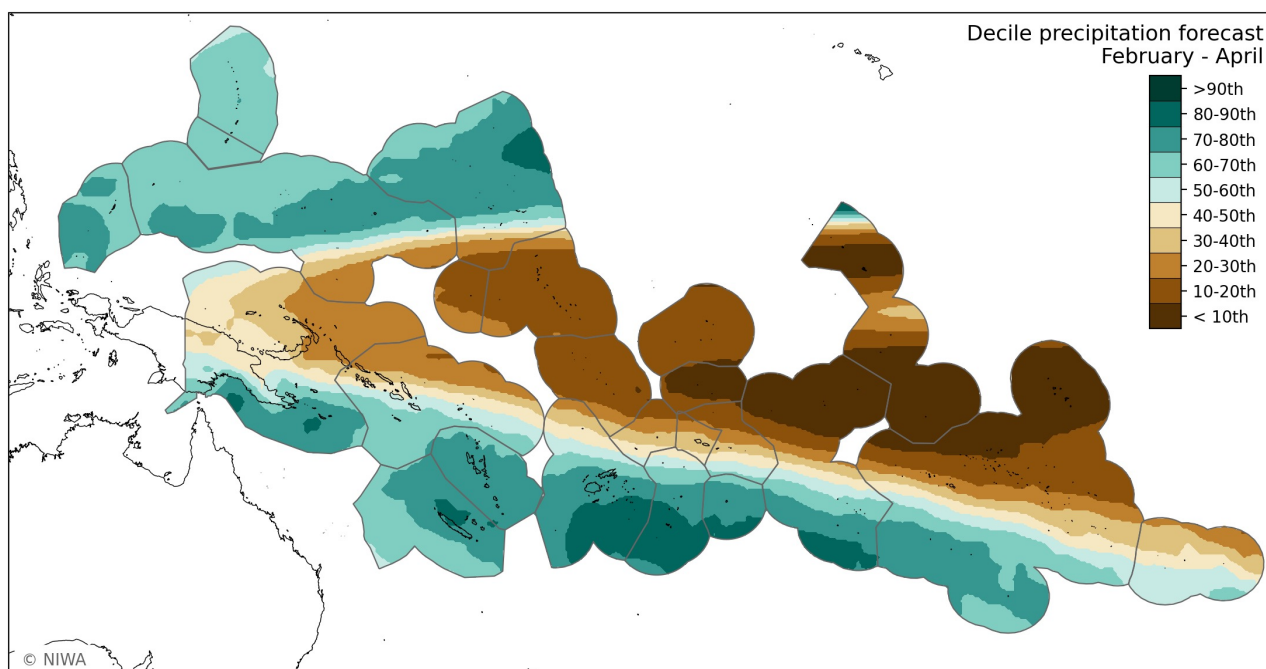 Decile precipitation forecast
February - April
>90th
80-90th
70-80th
60-70th
50-60th
40-50th
30-40th
20-30th
10-20th
< 10th
© NIWA